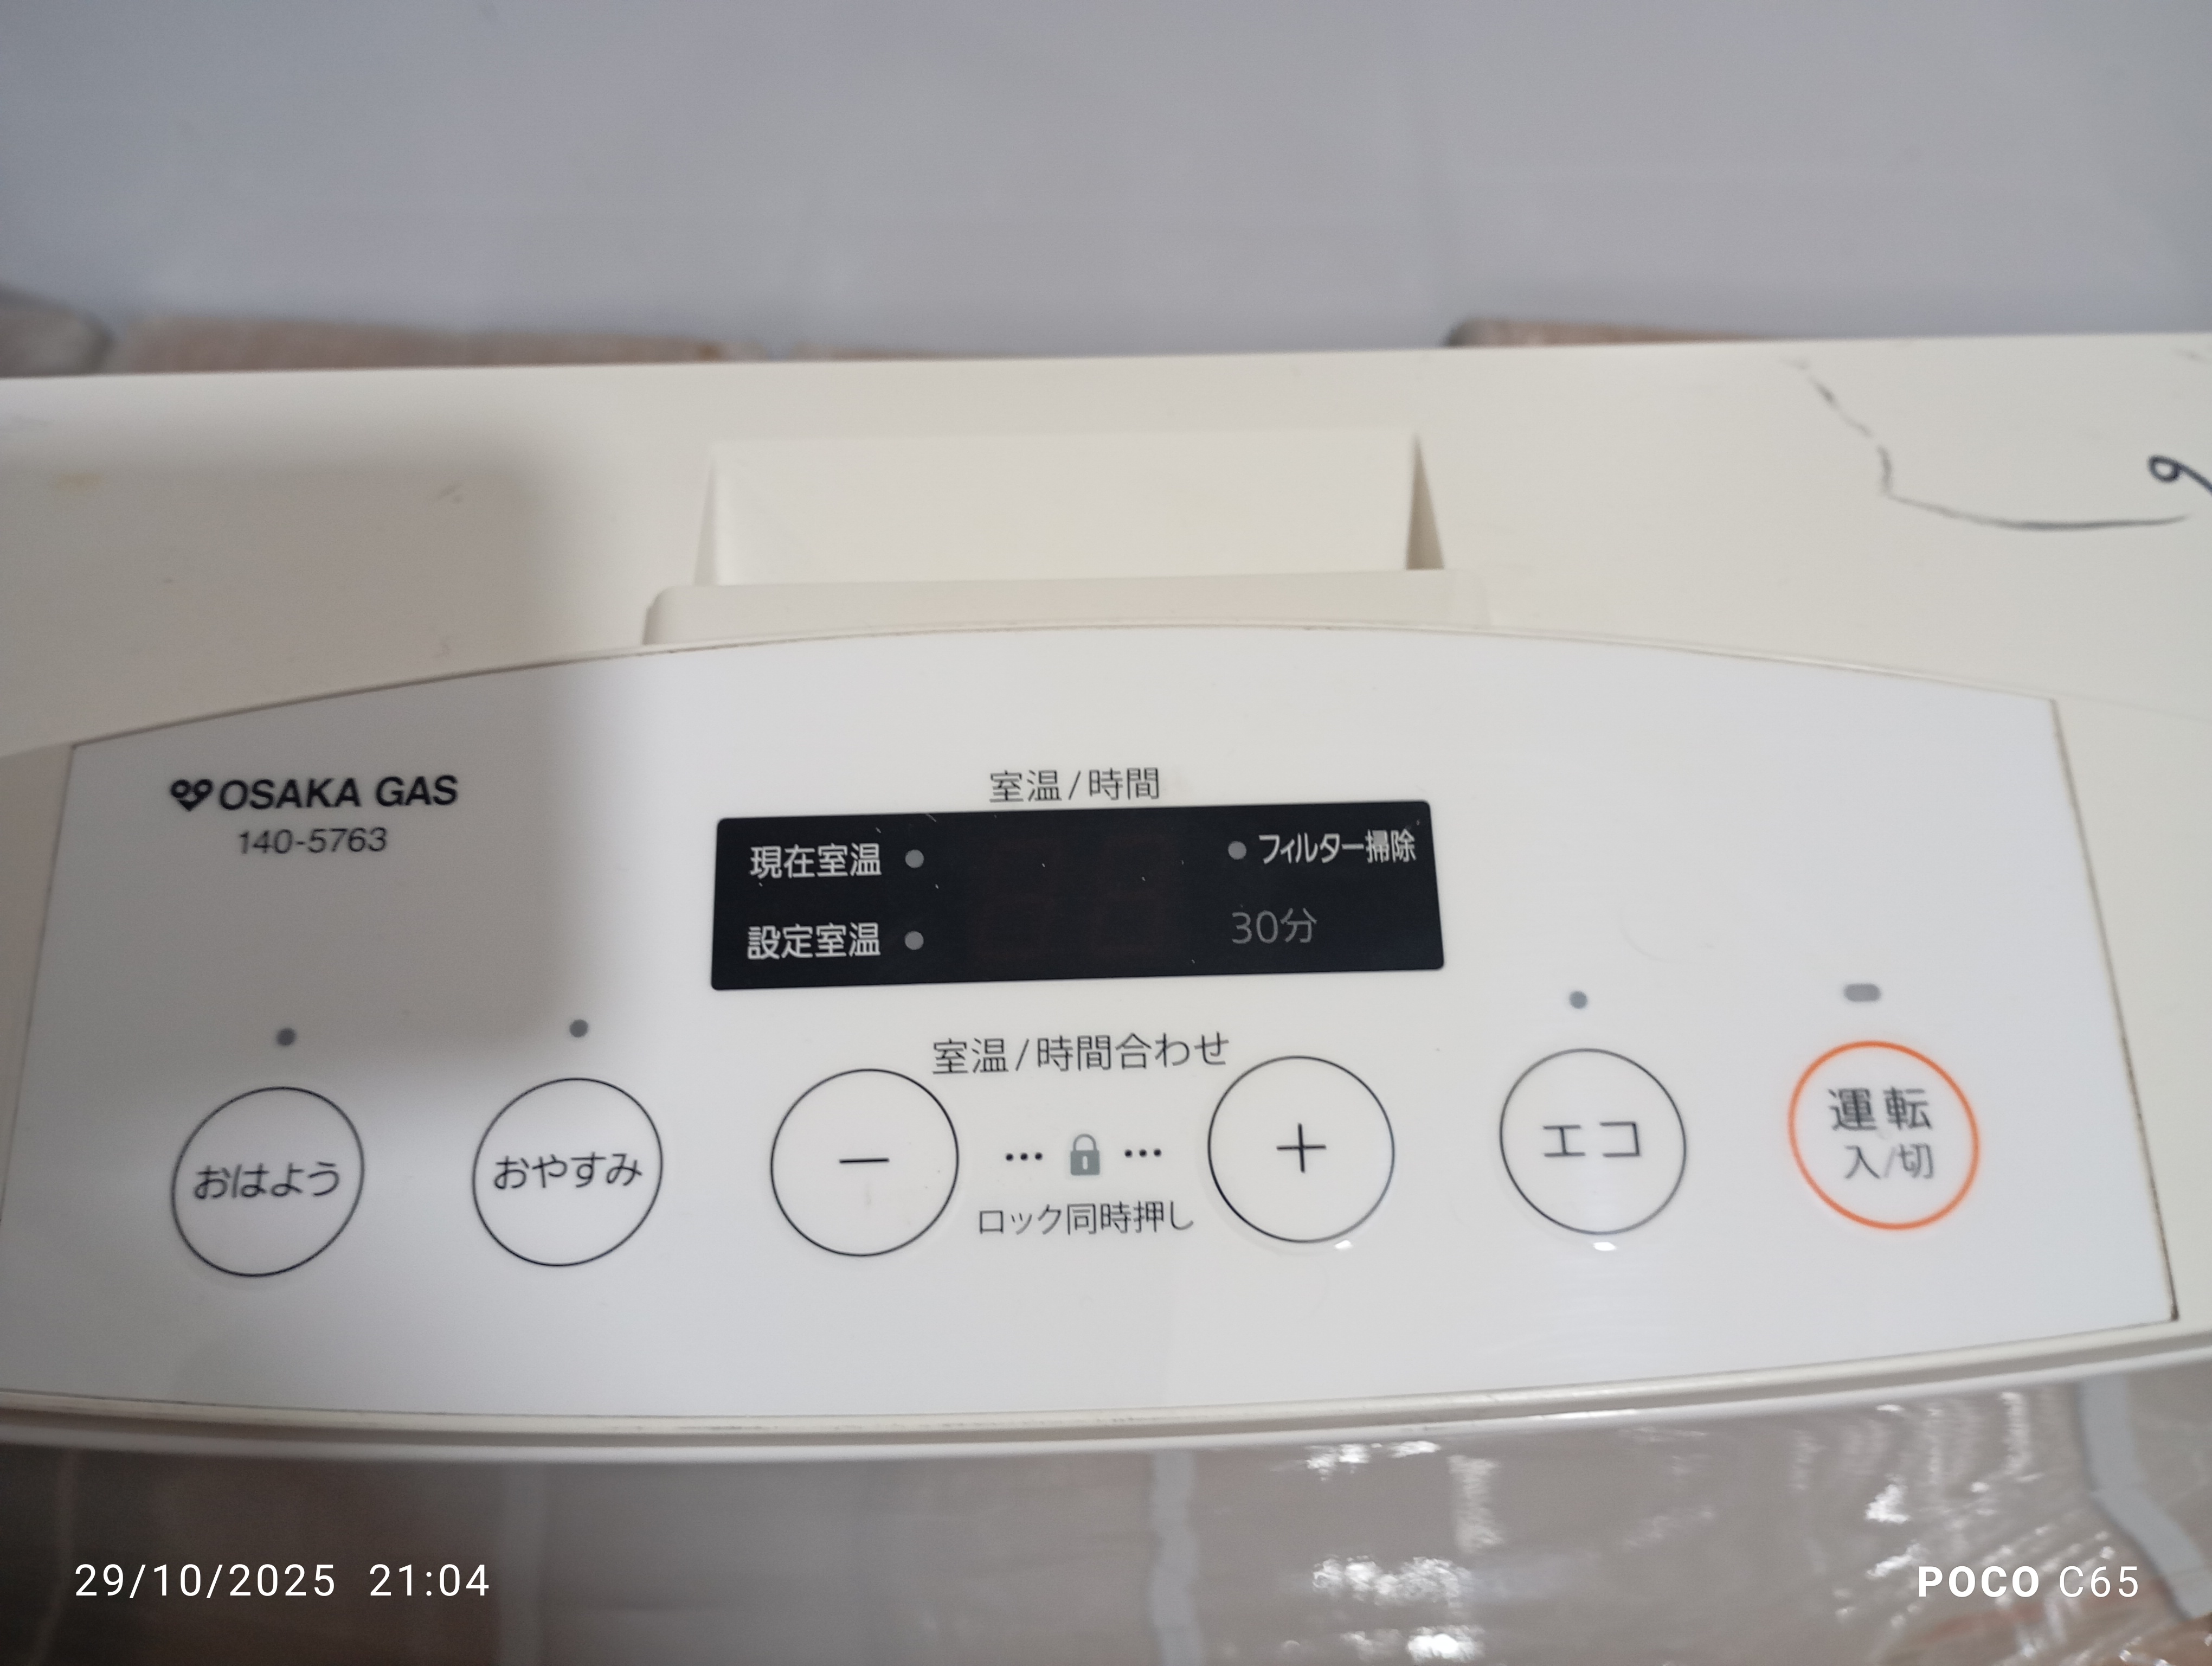 OSAKA GAS
140-5763
室温/時間
現在室温
フィルター掃除
設定室温
30分
室温/時間合わせ
おはよう
おやすみ
−
ロック同時押し
+
エコ
運転
入/切
29/10/2025 21:04
POCO C65